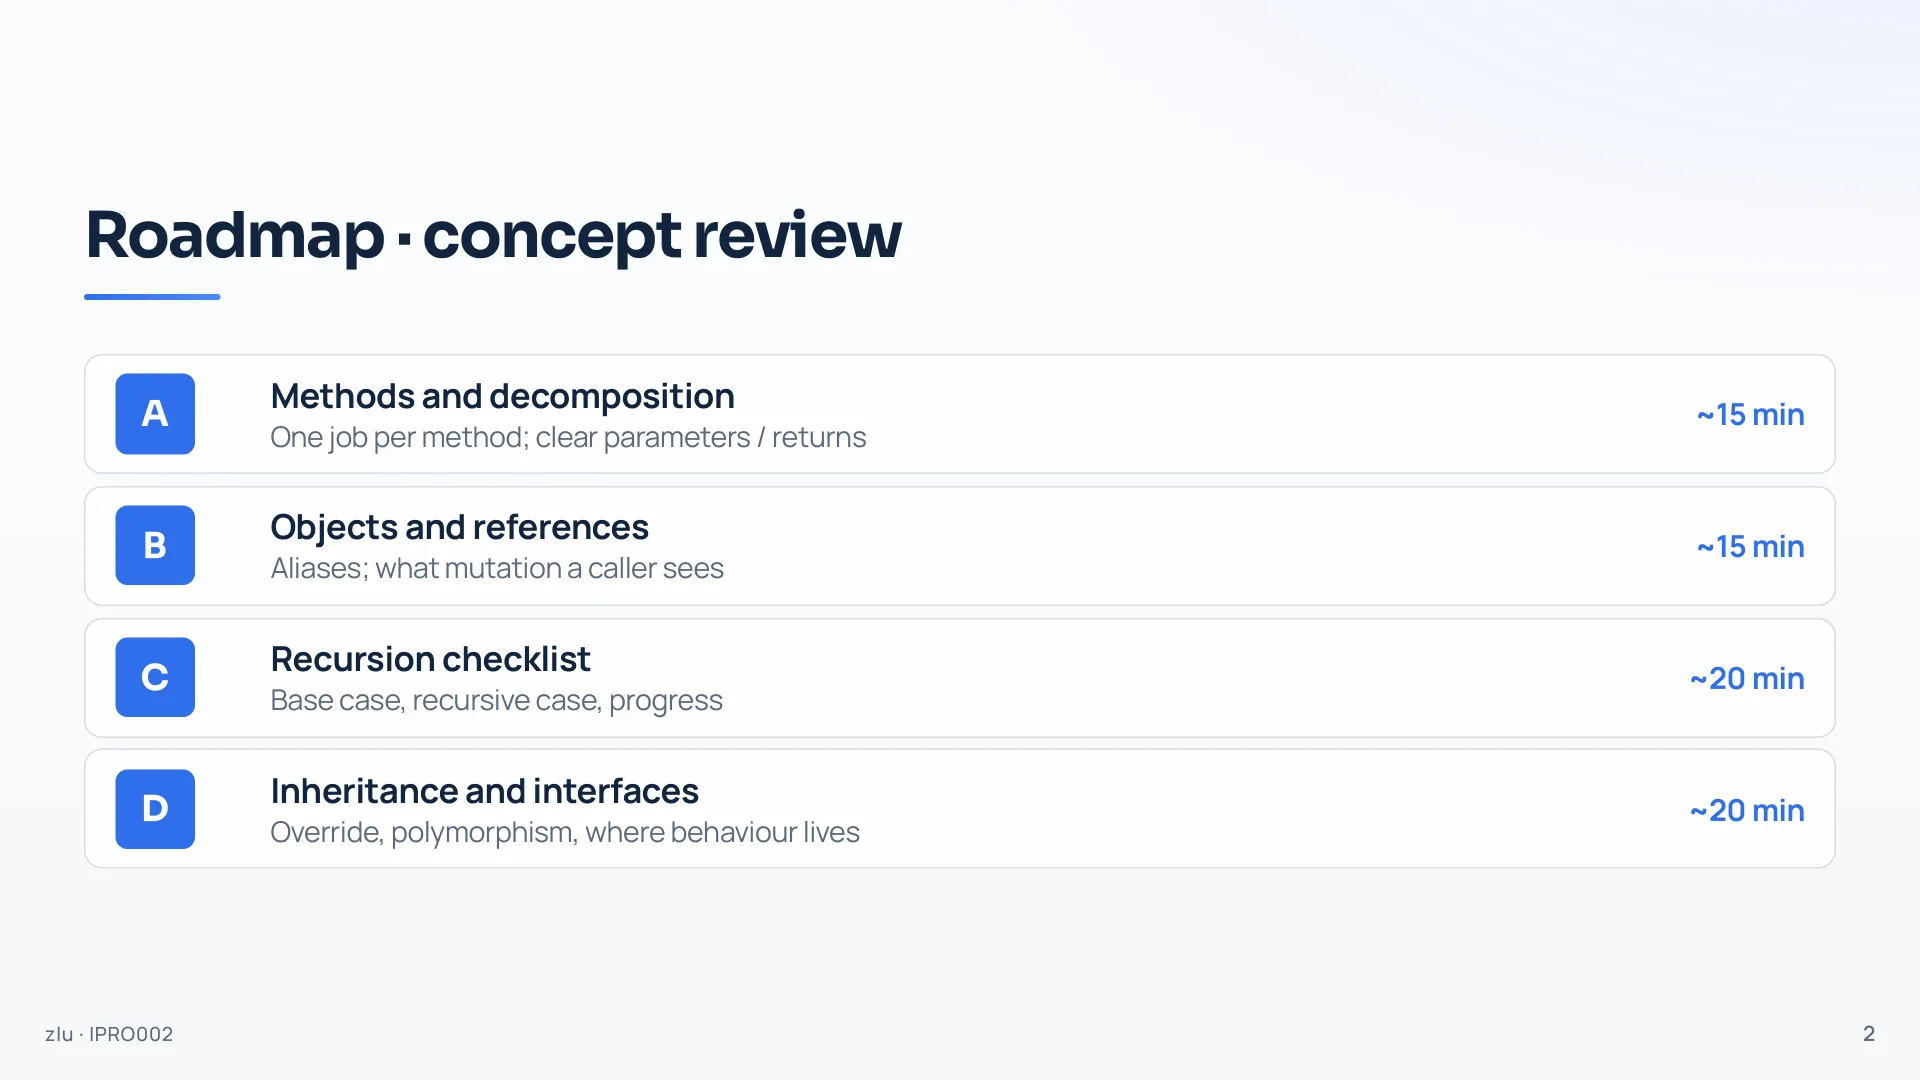 Roadmap · concept review
A
Methods and decomposition
One job per method; clear parameters / returns
~15 min
B
Objects and references
Aliases; what mutation a caller sees
~15 min
C
Recursion checklist
Base case, recursive case, progress
~20 min
D
Inheritance and interfaces
Override, polymorphism, where behaviour lives
~20 min
zlu · IPRO002
2